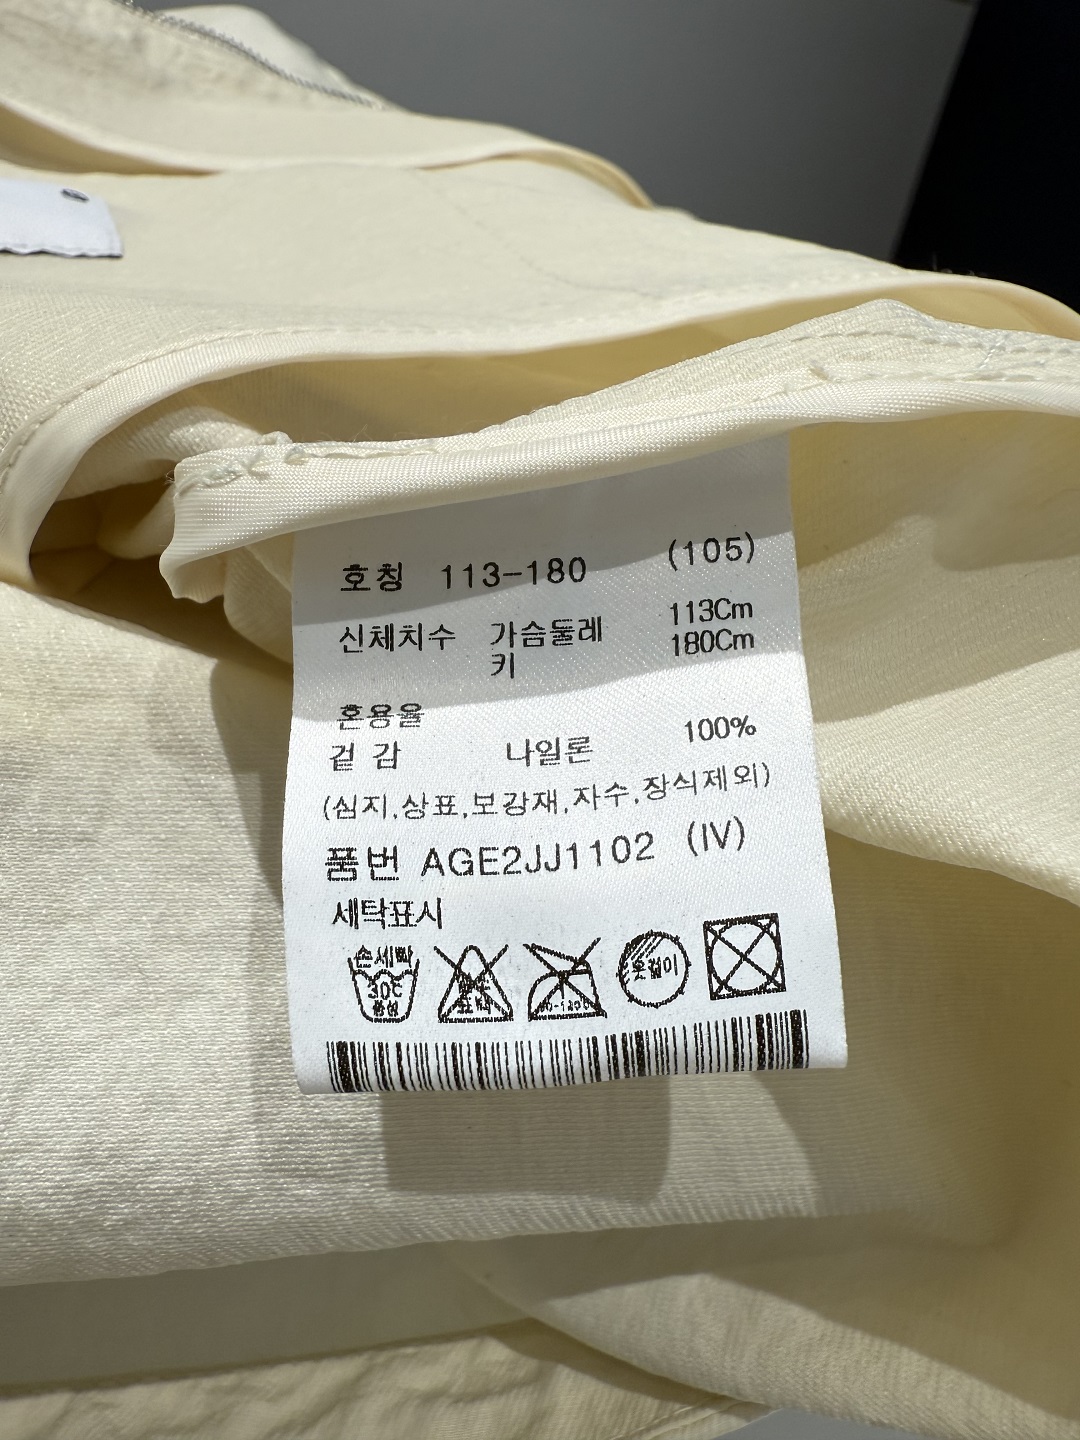 호칭 113-180 (105)
신체치수 가슴둘레 113Cm
키 180Cm
혼용율
겉 감 나일론 100%
(심지,상표,보강재,자수,장식제외)
품번 AGE2JJ1102 (IV)
세탁표시
손세탁
30℃
중성
옷걸이